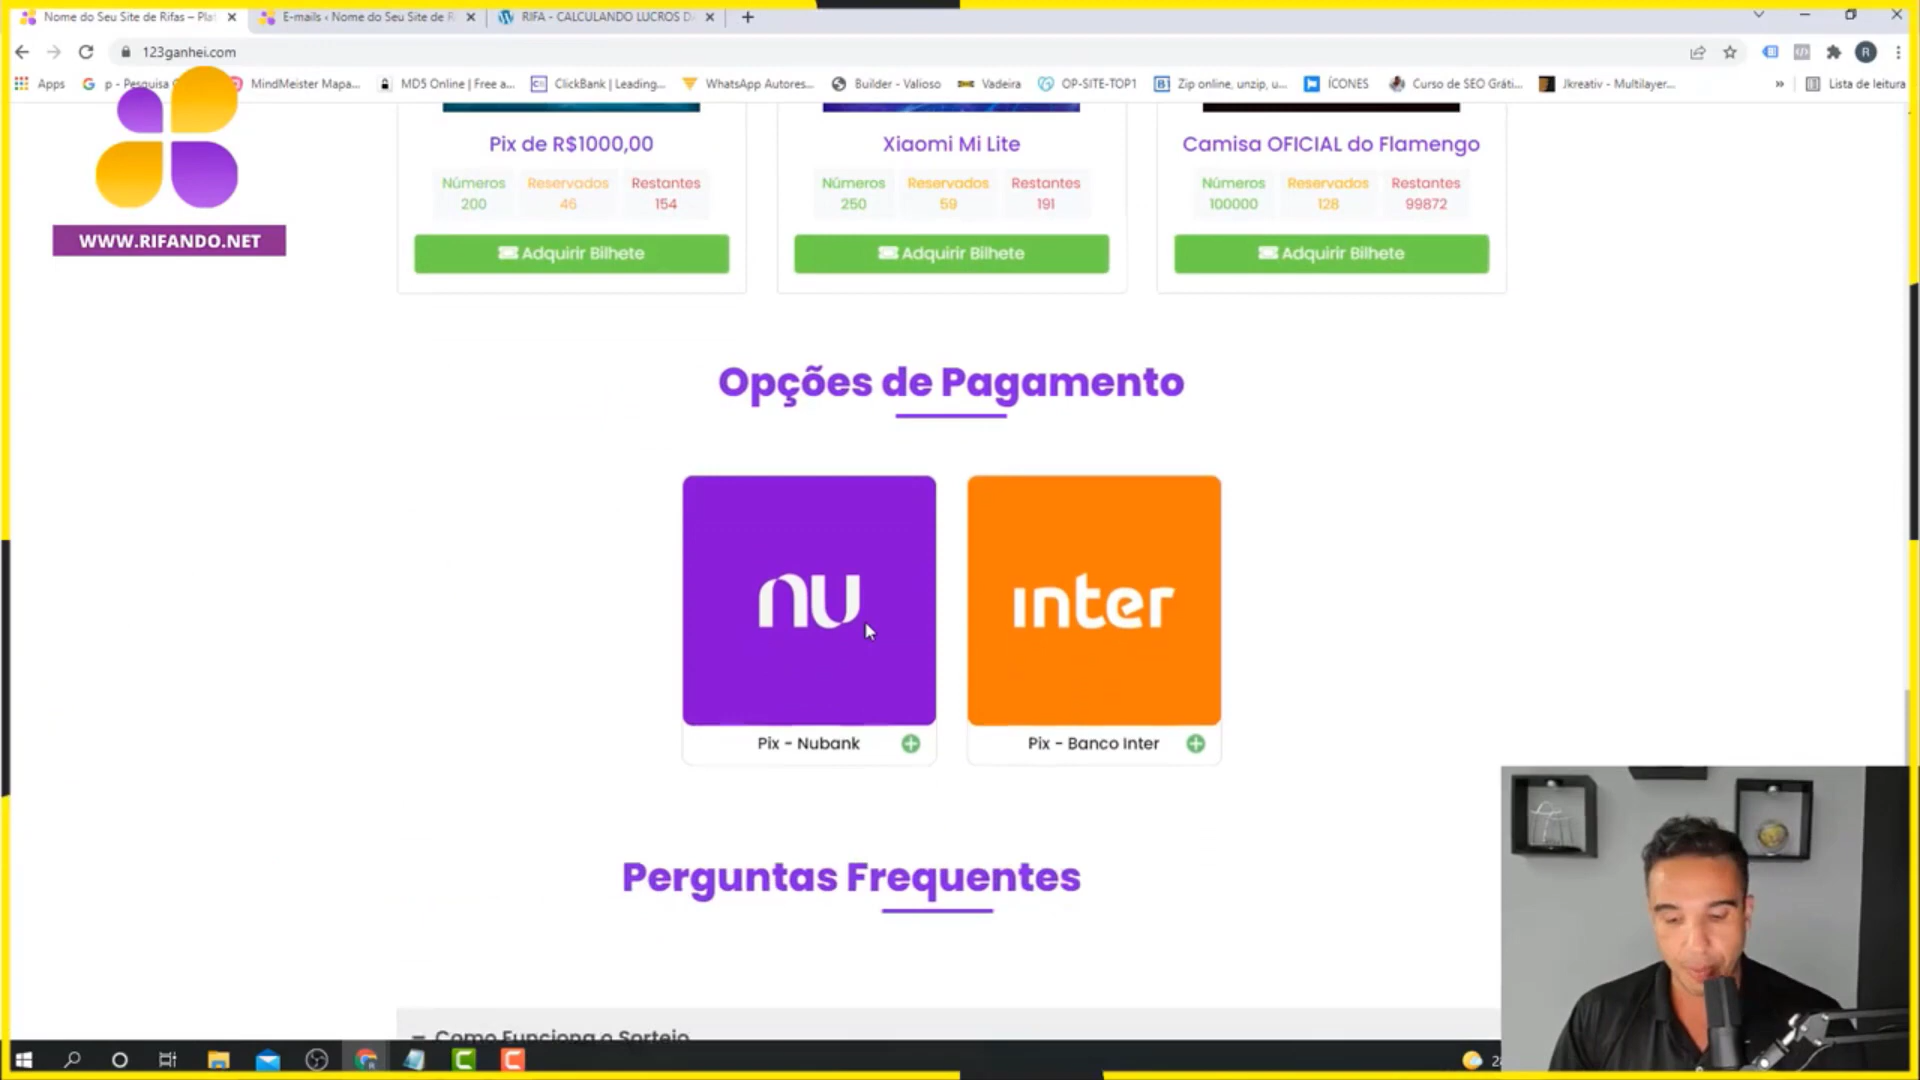 Nome do Seu Site de Rifas – Pla
E-mails ‹ Nome do Seu Site de R
RIFA - CALCULANDO LUCROS D
123ganhei.com
R
Apps
p - Pesquisa
MindMeister Mapa...
MD5 Online | Free a...
ClickBank | Leading...
WhatsApp Autores...
Builder - Valioso
Vadeira
OP-SITE-TOP1
Zip online, unzip, u...
ÍCONES
Curso de SEO Gráti...
Jkreativ - Multilayer...
»
Lista de leitura
WWW.RIFANDO.NET
Pix de R$1000,00
Números
Reservados
Restantes
200
46
154
Adquirir Bilhete
Xiaomi Mi Lite
Números
Reservados
Restantes
250
59
191
Adquirir Bilhete
Camisa OFICIAL do Flamengo
Números
Reservados
Restantes
100000
128
99872
Adquirir Bilhete
Opções de Pagamento
nu
inter
Pix - Nubank
Pix - Banco Inter
Perguntas Frequentes
Como Funciona o Sorteio